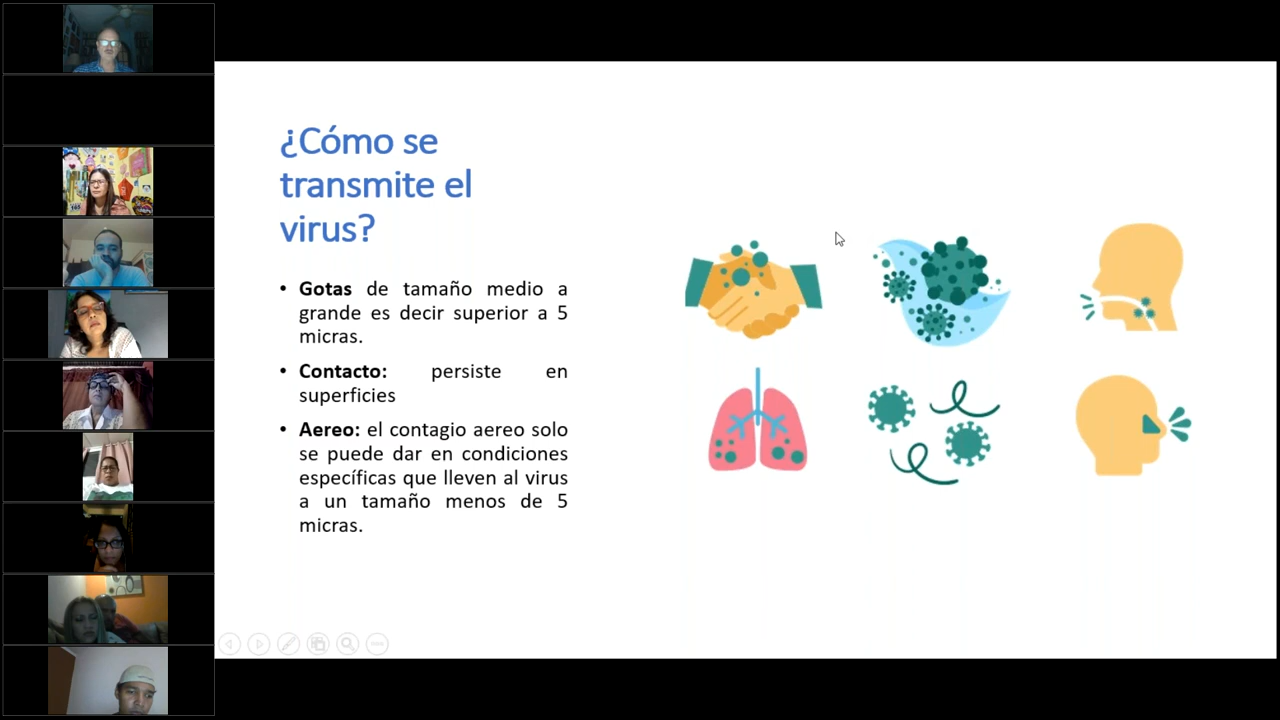 ¿Cómo se
transmite el
virus?
• Gotas de tamaño medio a
grande es decir superior a 5
micras.
• Contacto: persiste en
superficies
• Aereo: el contagio aereo solo
se puede dar en condiciones
específicas que lleven al virus
a un tamaño menos de 5
micras.